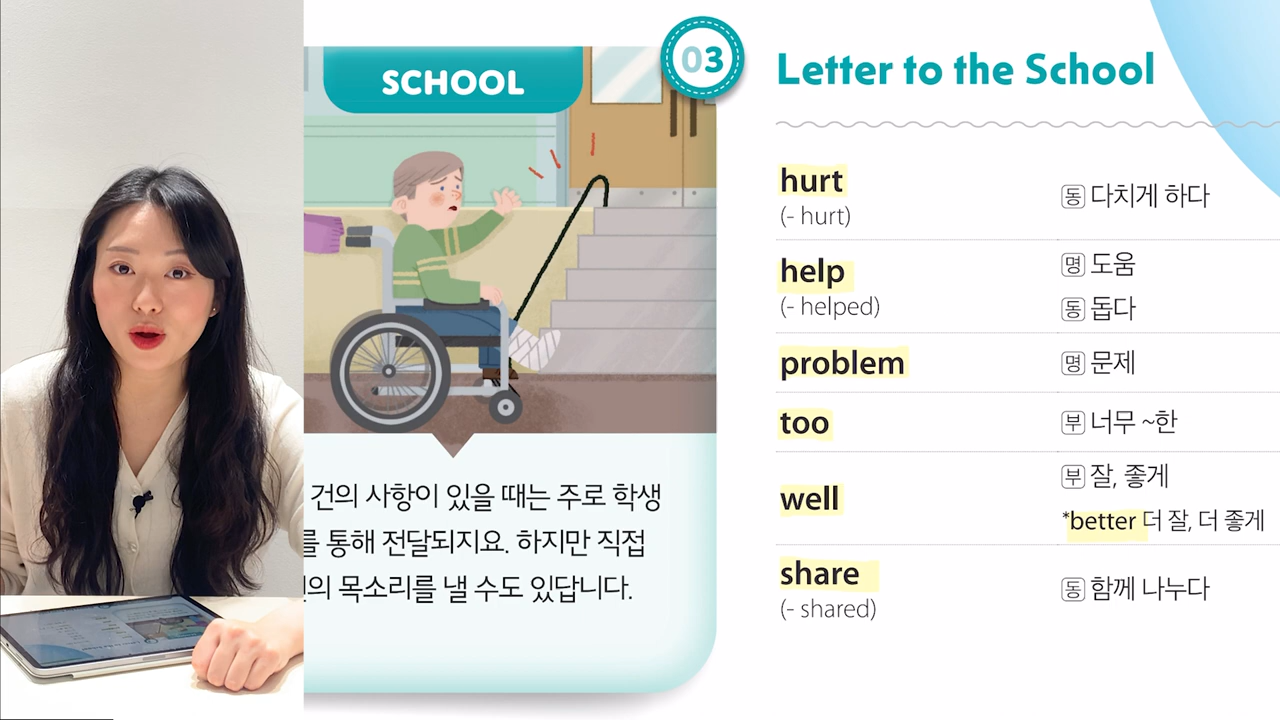 SCHOOL
건의 사항이 있을 때는 주로 학생
를 통해 전달되지요. 하지만 직접
의 목소리를 낼 수도 있답니다.
03
Letter to the School
hurt
(- hurt)
동 다치게 하다
help
(- helped)
명 도움
동 돕다
problem
명 문제
too
부 너무 ~한
well
부 잘, 좋게
*better 더 잘, 더 좋게
share
(- shared)
동 함께 나누다